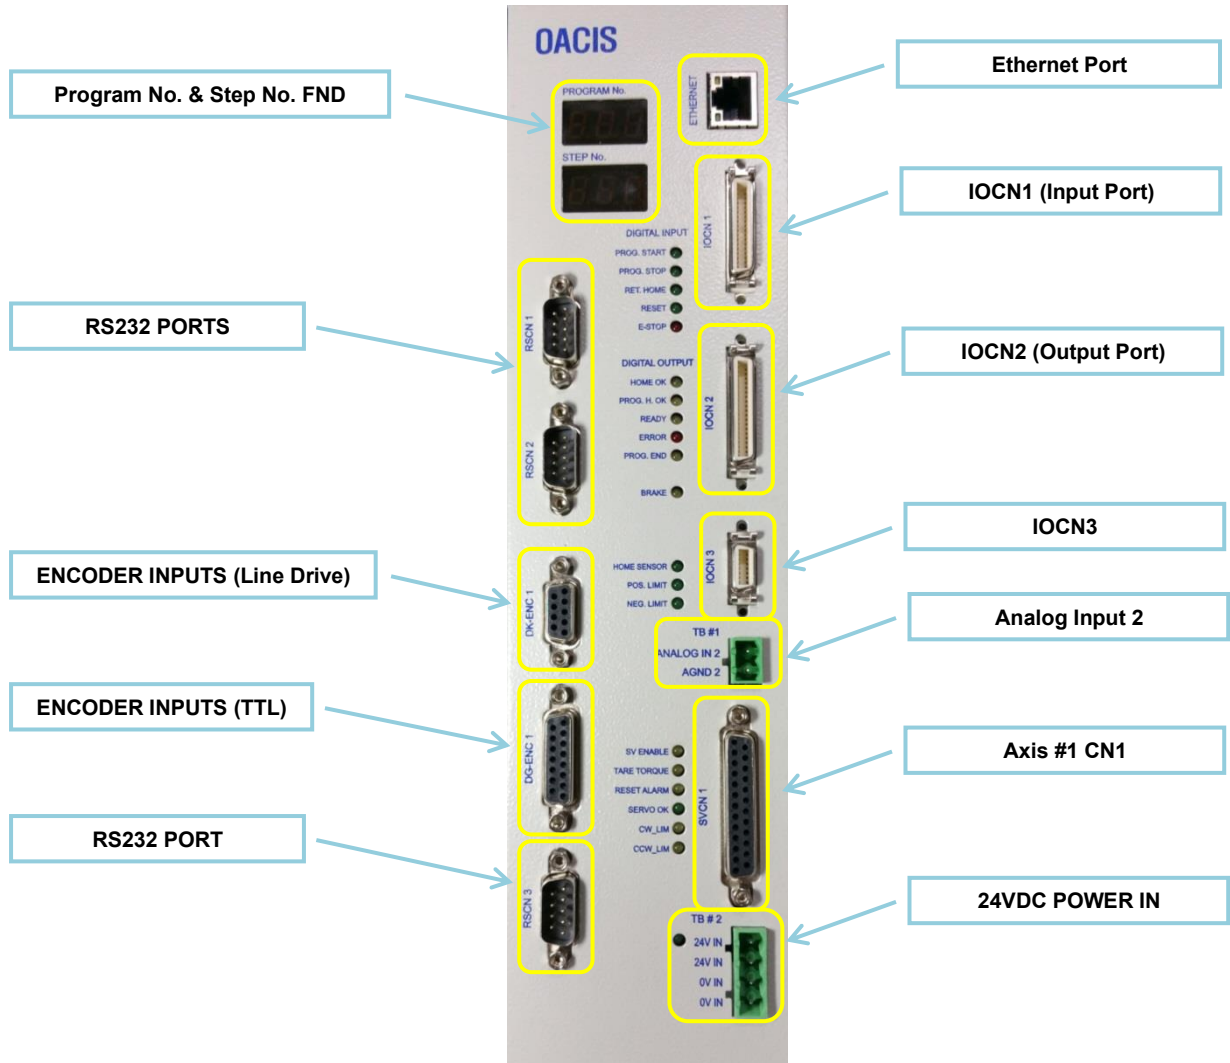 OACIS
Program No. & Step No. FND
PROGRAM No.
STEP No.
ETHERNET
Ethernet Port
IOCN 1
IOCN1 (Input Port)
DIGITAL INPUT
PROG. START
PROG. STOP
RET. HOME
RESET
E-STOP
RS232 PORTS
RSCN 1
RSCN 2
DIGITAL OUTPUT
HOME OK
PROG. H. OK
READY
ERROR
PROG. END
BRAKE
IOCN 2
IOCN2 (Output Port)
HOME SENSOR
POS. LIMIT
NEG. LIMIT
IOCN 3
IOCN3
ENCODER INPUTS (Line Drive)
DK-ENC 1
TB #1
ANALOG IN 2
AGND 2
Analog Input 2
ENCODER INPUTS (TTL)
DG-ENC 1
SV ENABLE
TARE TORQUE
RESET ALARM
SERVO OK
CW_LIM
CCW_LIM
SVCN 1
Axis #1 CN1
RS232 PORT
RSCN 3
TB # 2
24V IN
24V IN
0V IN
0V IN
24VDC POWER IN